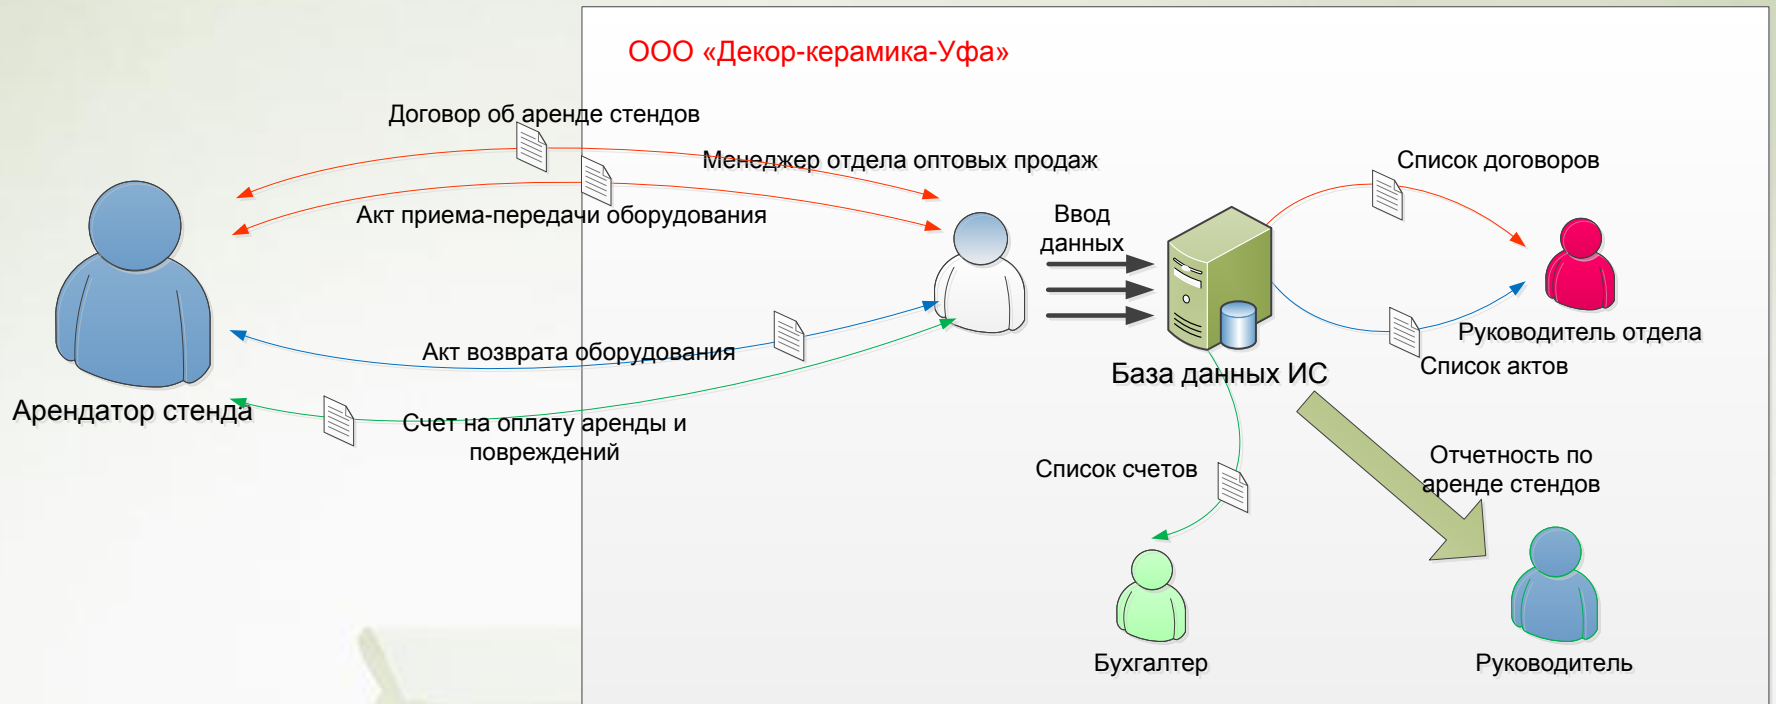 ООО «Декор-керамика-Уфа»
Договор об аренде стендов
Менеджер отдела оптовых продаж
Список договоров
Акт приема-передачи оборудования
Ввод
данных
Руководитель отдела
Акт возврата оборудования
Список актов
База данных ИС
Арендатор стенда
Счет на оплату аренды и
повреждений
Список счетов
Отчетность по
аренде стендов
Бухгалтер
Руководитель